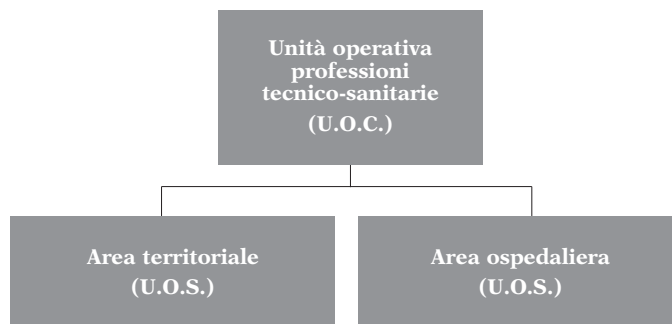 Unità operativa
professioni
tecnico-sanitarie
(U.O.C.)
Area territoriale
(U.O.S.)
Area ospedaliera
(U.O.S.)